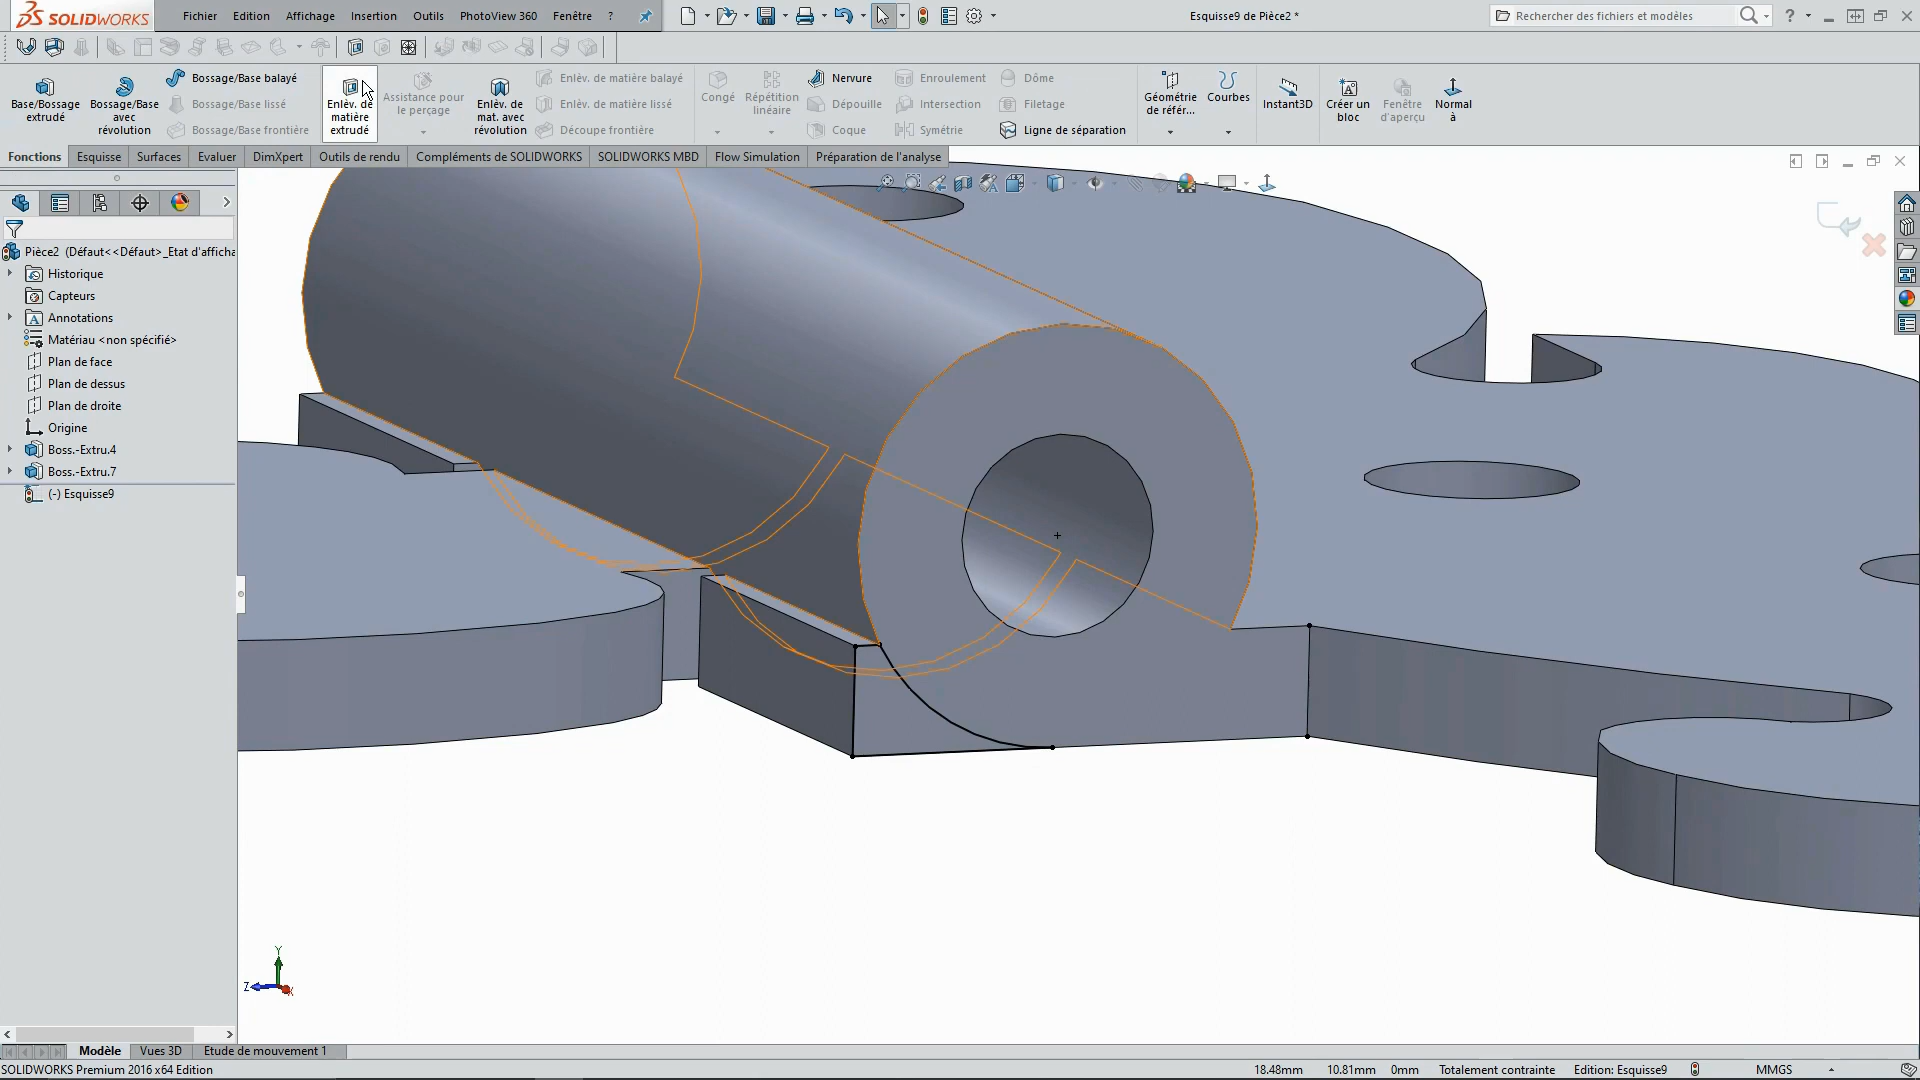 SOLIDWORKS
Fichier Edition Affichage Insertion Outils PhotoView 360 Fenêtre ?
Esquisse9 de Pièce2 *
Rechercher des fichiers et modèles
?
Base/Bossage extrudé
Bossage/Base avec révolution
Bossage/Base balayé
Bossage/Base lissé
Bossage/Base frontière
Enlèv. de matière extrudé
Assistance pour le perçage
Enlèv. de mat. avec révolution
Enlèv. de matière balayé
Enlèv. de matière lissé
Découpe frontière
Congé
Répétition linéaire
Nervure
Dépouille
Coque
Enroulement
Intersection
Symétrie
Dôme
Filetage
Ligne de séparation
Géométrie de référ...
Courbes
Instant3D
Créer un bloc
Fenêtre d'aperçu
Normal à
Fonctions Esquisse Surfaces Evaluer DimXpert Outils de rendu Compléments de SOLIDWORKS SOLIDWORKS MBD Flow Simulation Préparation de l'analyse
Pièce2 (Défaut<<Défaut>_Etat d'afficha
Historique
Capteurs
Annotations
Matériau <non spécifié>
Plan de face
Plan de dessus
Plan de droite
Origine
Boss.-Extru.4
Boss.-Extru.7
(-) Esquisse9
Y
Z
X
Modèle Vues 3D Etude de mouvement 1
SOLIDWORKS Premium 2016 x64 Edition
18.48mm 10.81mm 0mm Totalement contrainte Edition: Esquisse9 MMGS